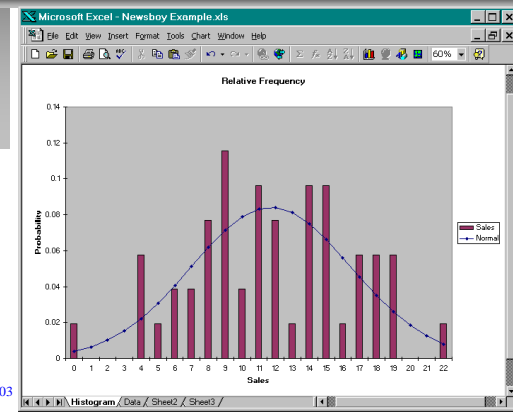 Microsoft Excel - Newsboy Example.xls
File Edit View Insert Format Tools Chart Window Help
60%
Relative Frequency
0.14
0.12
0.1
0.08
0.06
0.04
0.02
0
Probability
0 1 2 3 4 5 6 7 8 9 10 11 12 13 14 15 16 17 18 19 20 21 22
Sales
Sales
Normal
03
Histogram / Data / Sheet2 / Sheet3 /